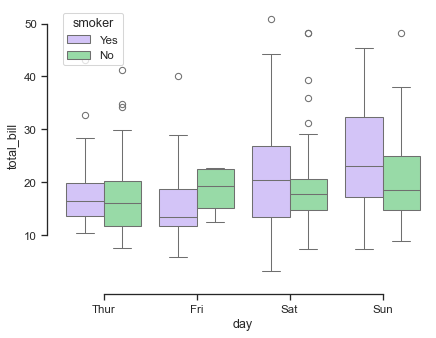 smoker
Yes
No
50
40
30
20
10
total_bill
Thur Fri Sat Sun
day